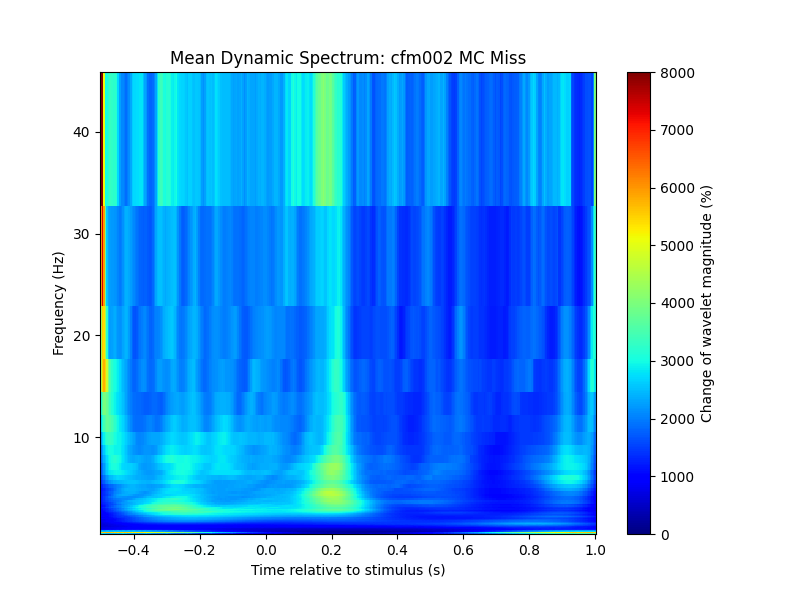 Mean Dynamic Spectrum: cfm002 MC Miss
40
30
20
10
Frequency (Hz)
−0.4 −0.2 0.0 0.2 0.4 0.6 0.8 1.0
Time relative to stimulus (s)
8000
7000
6000
5000
4000
3000
2000
1000
0
Change of wavelet magnitude (%)